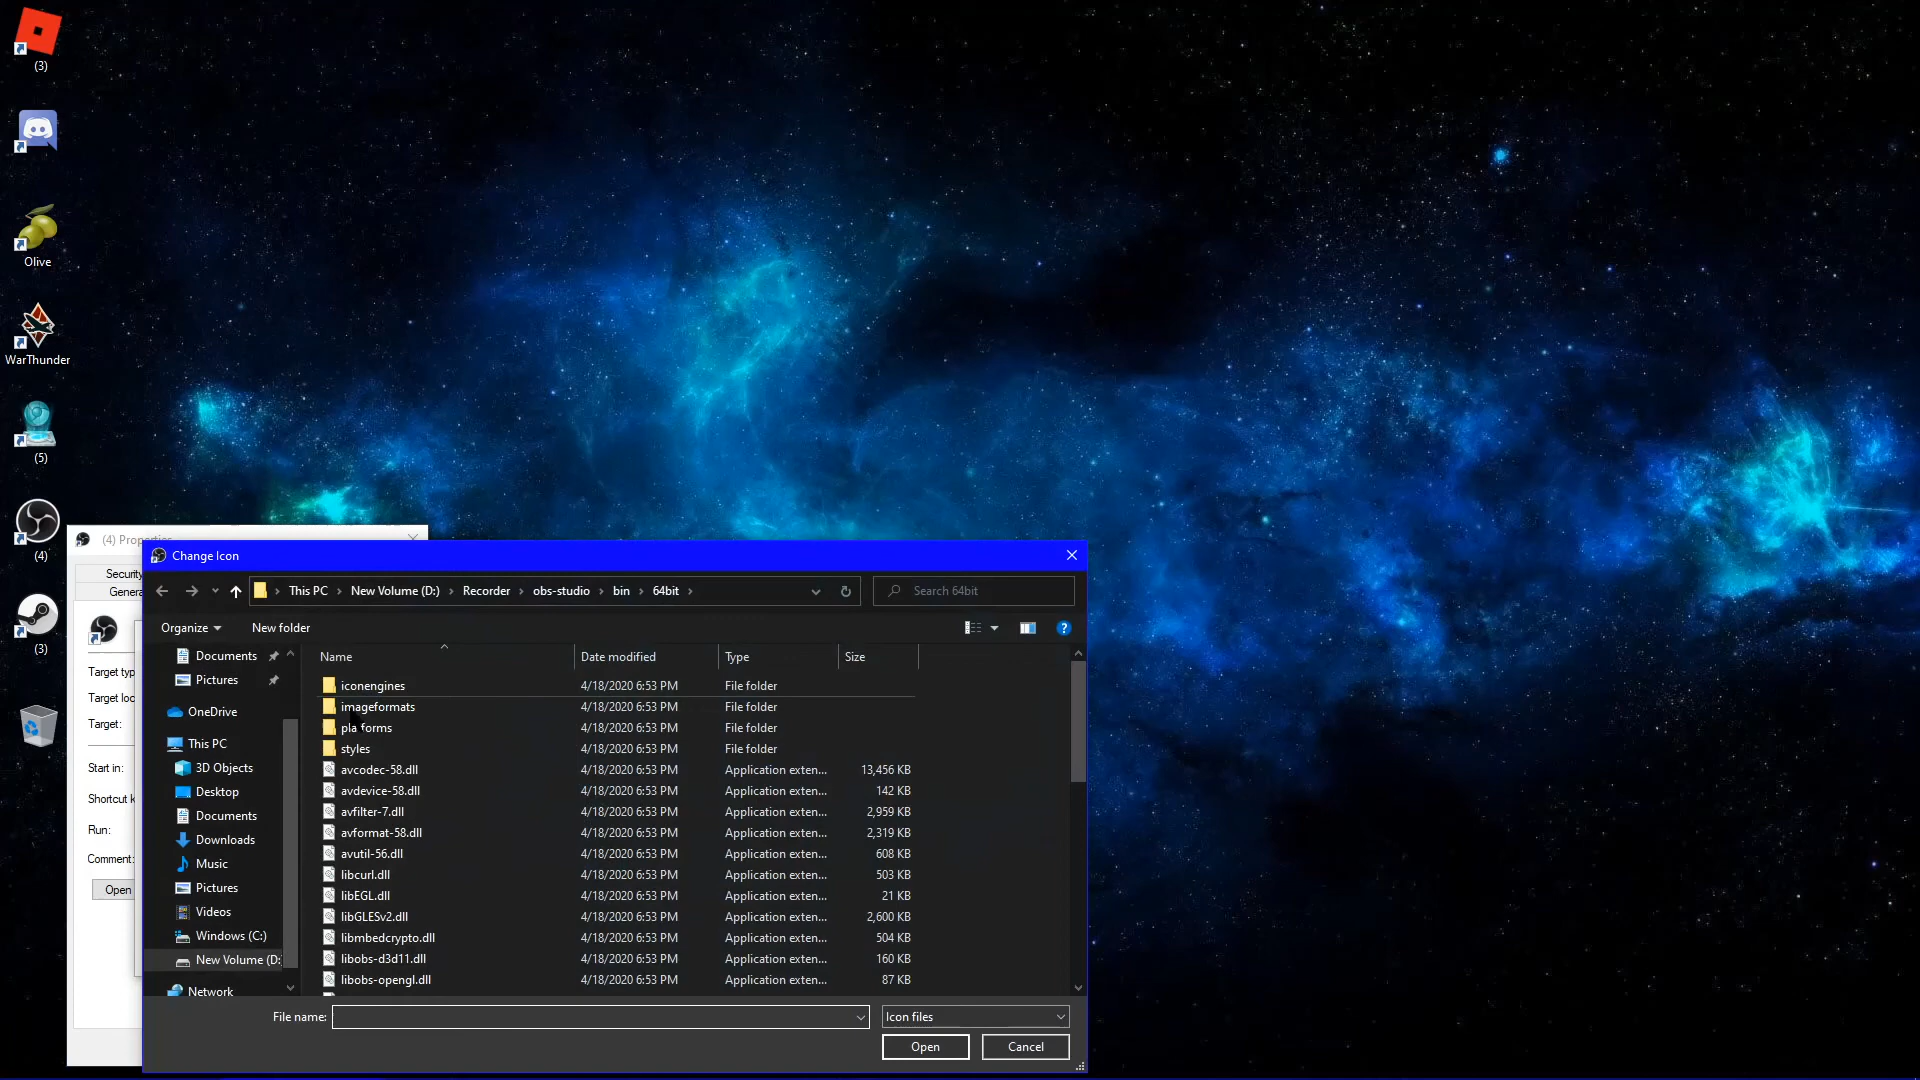 (3)
Olive
WarThunder
(5)
(4)
(3)
(4) Properties
Security
Genera
Target typ
Target loc
Target:
Start in:
Shortcut k
Run:
Comment:
Open
Change Icon
This PC
New Volume (D:)
Recorder
obs-studio
bin
64bit
Search 64bit
Organize
New folder
Documents
Pictures
OneDrive
This PC
3D Objects
Desktop
Documents
Downloads
Music
Pictures
Videos
Windows (C:)
New Volume (D:
Network
Name Date modified Type Size
iconengines 4/18/2020 6:53 PM File folder
imageformats 4/18/2020 6:53 PM File folder
platforms 4/18/2020 6:53 PM File folder
styles 4/18/2020 6:53 PM File folder
avcodec-58.dll 4/18/2020 6:53 PM Application exten... 13,456 KB
avdevice-58.dll 4/18/2020 6:53 PM Application exten... 142 KB
avfilter-7.dll 4/18/2020 6:53 PM Application exten... 2,959 KB
avformat-58.dll 4/18/2020 6:53 PM Application exten... 2,319 KB
avutil-56.dll 4/18/2020 6:53 PM Application exten... 608 KB
libcurl.dll 4/18/2020 6:53 PM Application exten... 503 KB
libEGL.dll 4/18/2020 6:53 PM Application exten... 21 KB
libGLESv2.dll 4/18/2020 6:53 PM Application exten... 2,600 KB
libmbedcrypto.dll 4/18/2020 6:53 PM Application exten... 504 KB
libobs-d3d11.dll 4/18/2020 6:53 PM Application exten... 160 KB
libobs-opengl.dll 4/18/2020 6:53 PM Application exten... 87 KB
File name:
Icon files
Open
Cancel